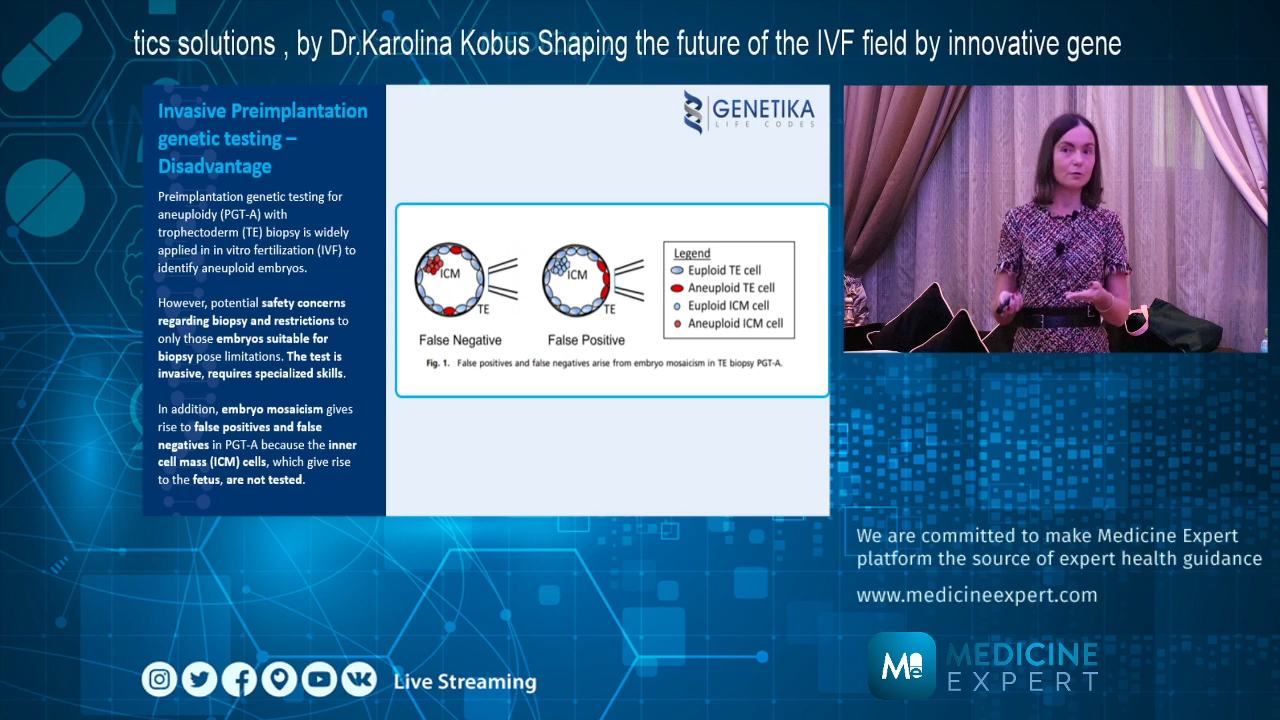 tics solutions , by Dr.Karolina Kobus Shaping the future of the IVF field by innovative gene
Invasive Preimplantation
genetic testing –
Disadvantage
Preimplantation genetic testing for
aneuploidy (PGT-A) with
trophectoderm (TE) biopsy is widely
applied in in vitro fertilization (IVF) to
identify aneuploid embryos.
However, potential safety concerns
regarding biopsy and restrictions to
only those embryos suitable for
biopsy pose limitations. The test is
invasive, requires specialized skills.
In addition, embryo mosaicism gives
rise to false positives and false
negatives in PGT-A because the inner
cell mass (ICM) cells, which give rise
to the fetus, are not tested.
GENETIKA
LIFE CODES
ICM
TE
False Negative
ICM
TE
False Positive
Legend
Euploid TE cell
Aneuploid TE cell
Euploid ICM cell
Aneuploid ICM cell
Fig. 1. False positives and false negatives arise from embryo mosaicism in TE biopsy PGT-A.
We are committed to make Medicine Expert
platform the source of expert health guidance
www.medicineexpert.com
Live Streaming
Me
MEDICINE
EXPERT